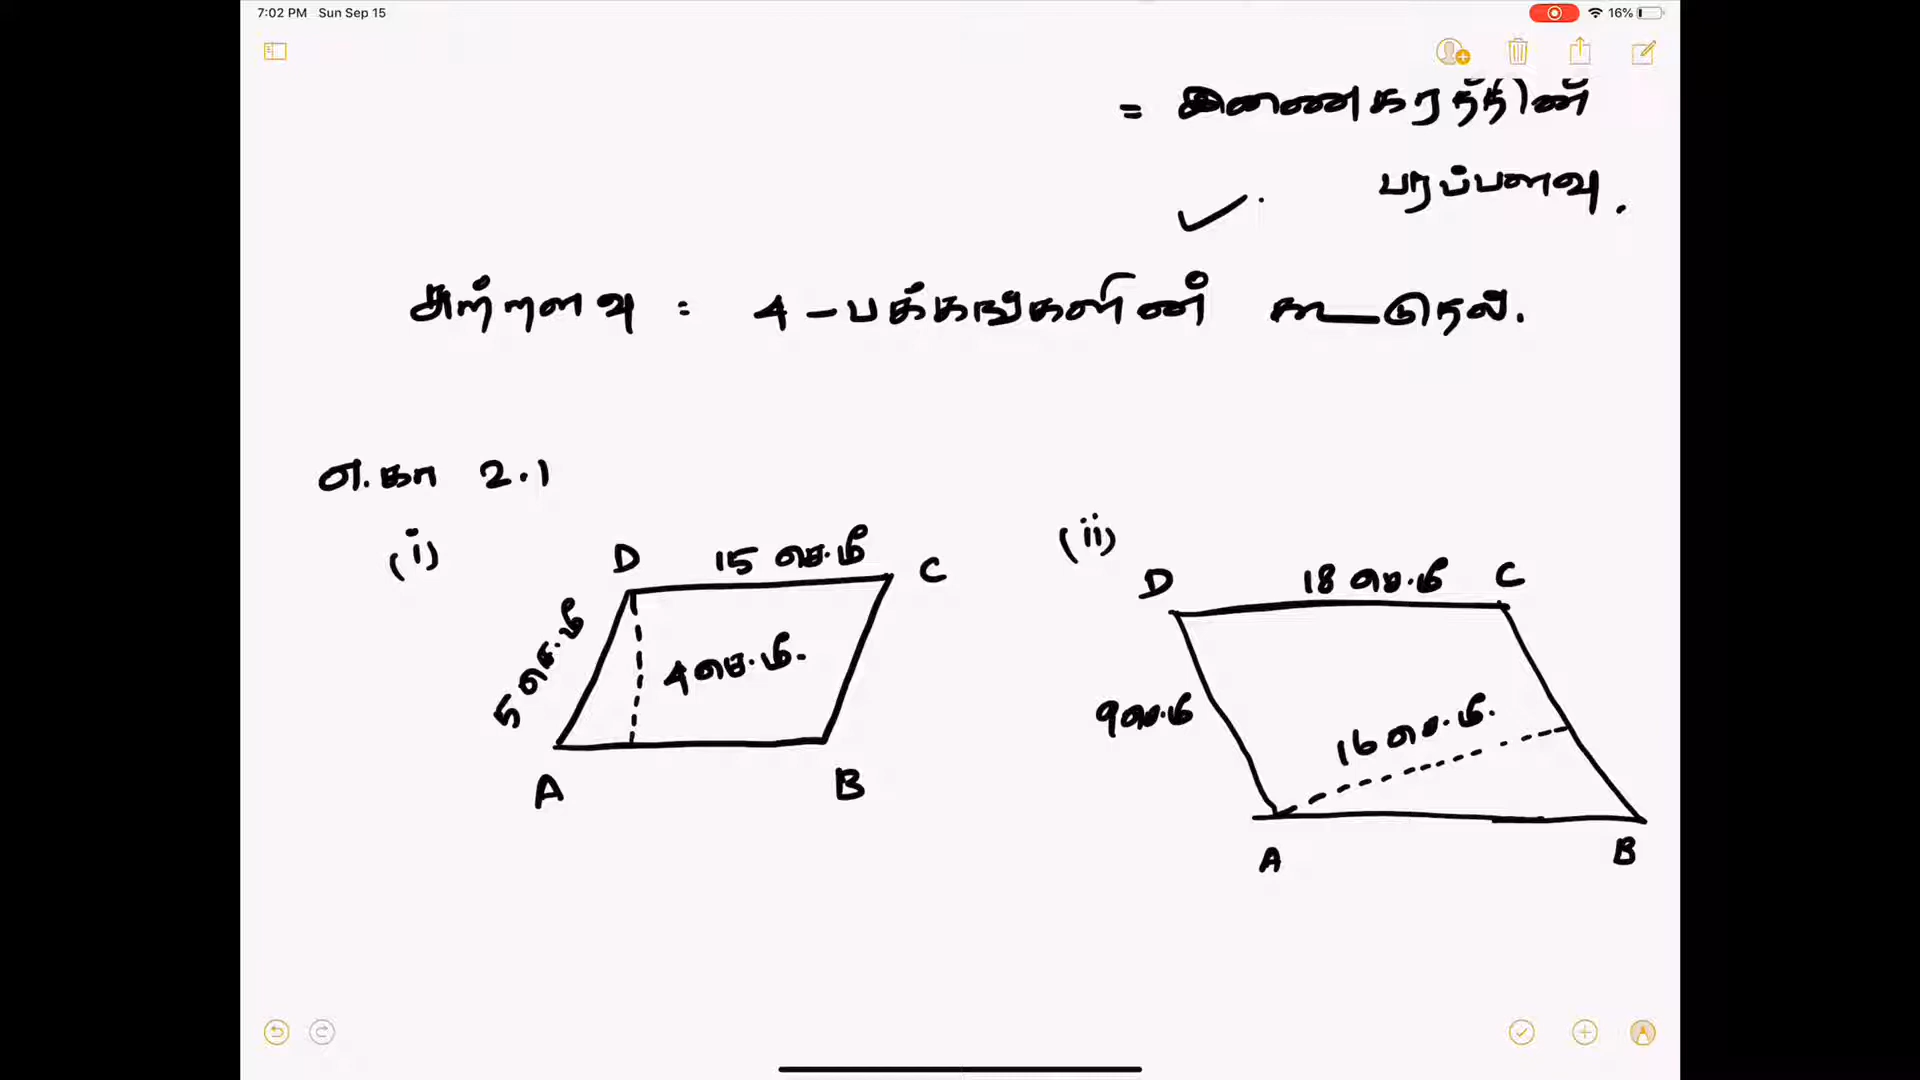 7:02 PM Sun Sep 15
16%
= இணைகரத்தின்
பரப்பளவு.
சுற்றளவு : 4 - பக்கங்களின் கூடுதல்.
எ.கா 2.1
(i)
D 15 செ.மீ C
5 செ.மீ
4 செ.மீ.
A B
(ii)
D 18 செ.மீ C
9 செ.மீ
16 செ.மீ.
A B